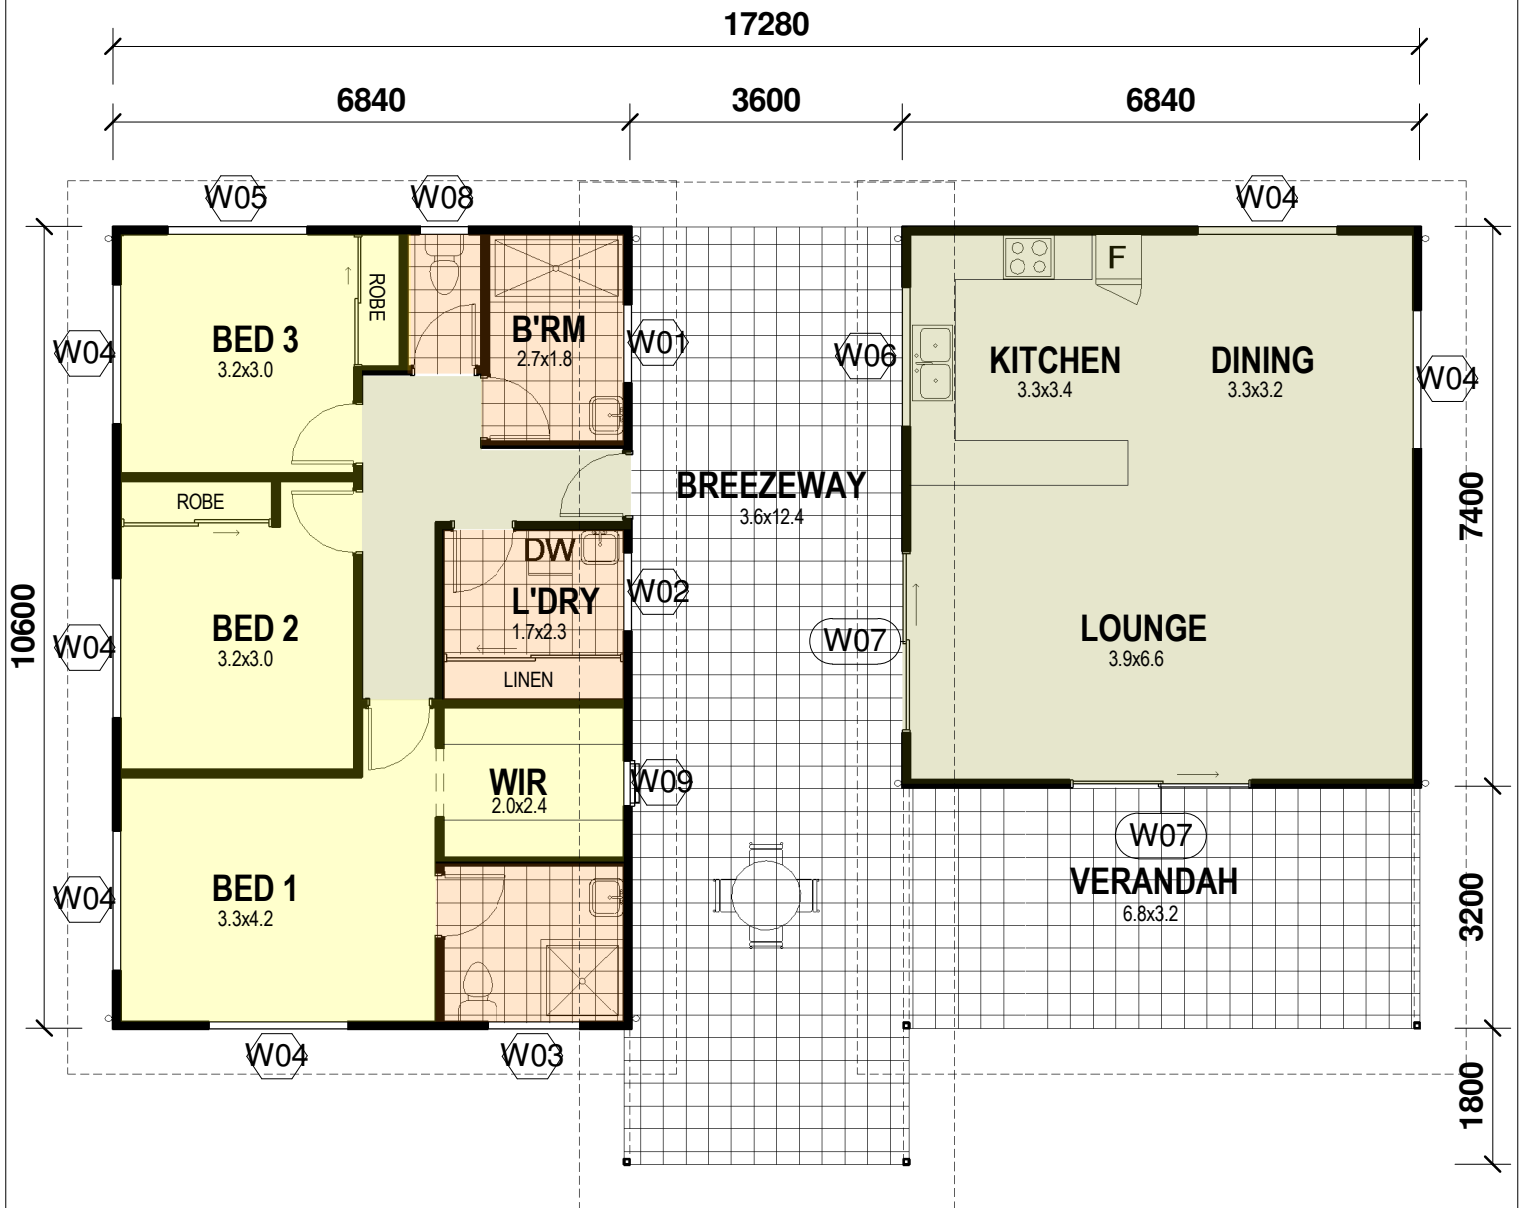 17280
6840
3600
6840
W05
W08
W04
BED 3
3.2x3.0
ROBE
B'RM
2.7x1.8
F
W04
W01
W06
KITCHEN
3.3x3.4
DINING
3.3x3.2
W04
ROBE
BREEZEWAY
3.6x12.4
7400
10600
DW
L'DRY
1.7x2.3
W02
BED 2
3.2x3.0
W04
W07
LOUNGE
3.9x6.6
LINEN
WIR
2.0x2.4
W09
W07
BED 1
3.3x4.2
W04
VERANDAH
6.8x3.2
3200
W04
W03
1800